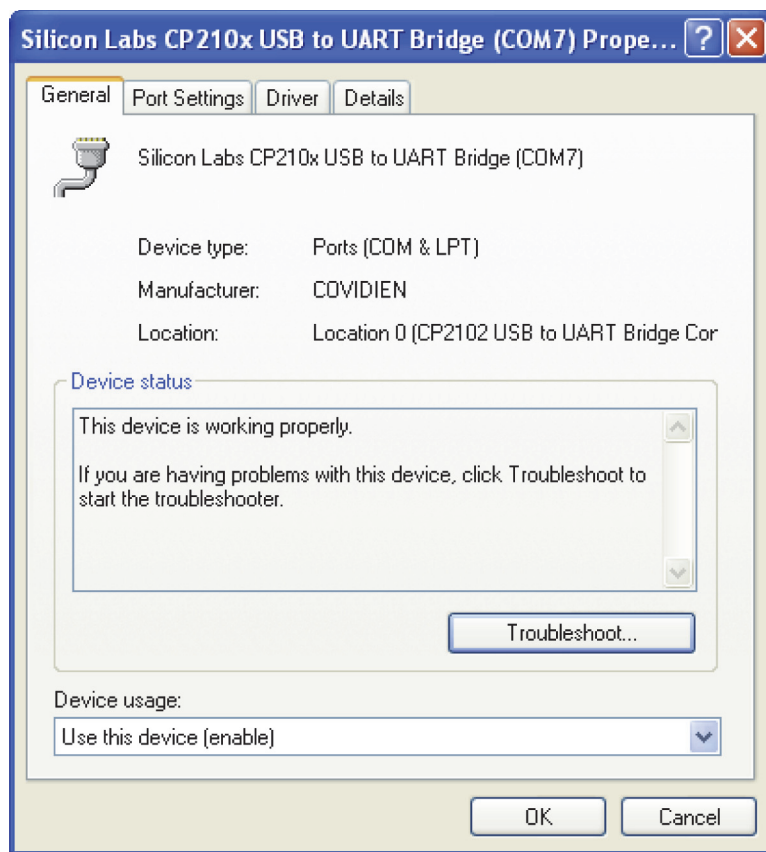 Silicon Labs CP210x USB to UART Bridge (COM7) Prope...
General Port Settings Driver Details
Silicon Labs CP210x USB to UART Bridge (COM7)
Device type: Ports (COM & LPT)
Manufacturer: COVIDIEN
Location: Location 0 (CP2102 USB to UART Bridge Cor
Device status
This device is working properly.
If you are having problems with this device, click Troubleshoot to
start the troubleshooter.
Troubleshoot...
Device usage:
Use this device (enable)
OK Cancel